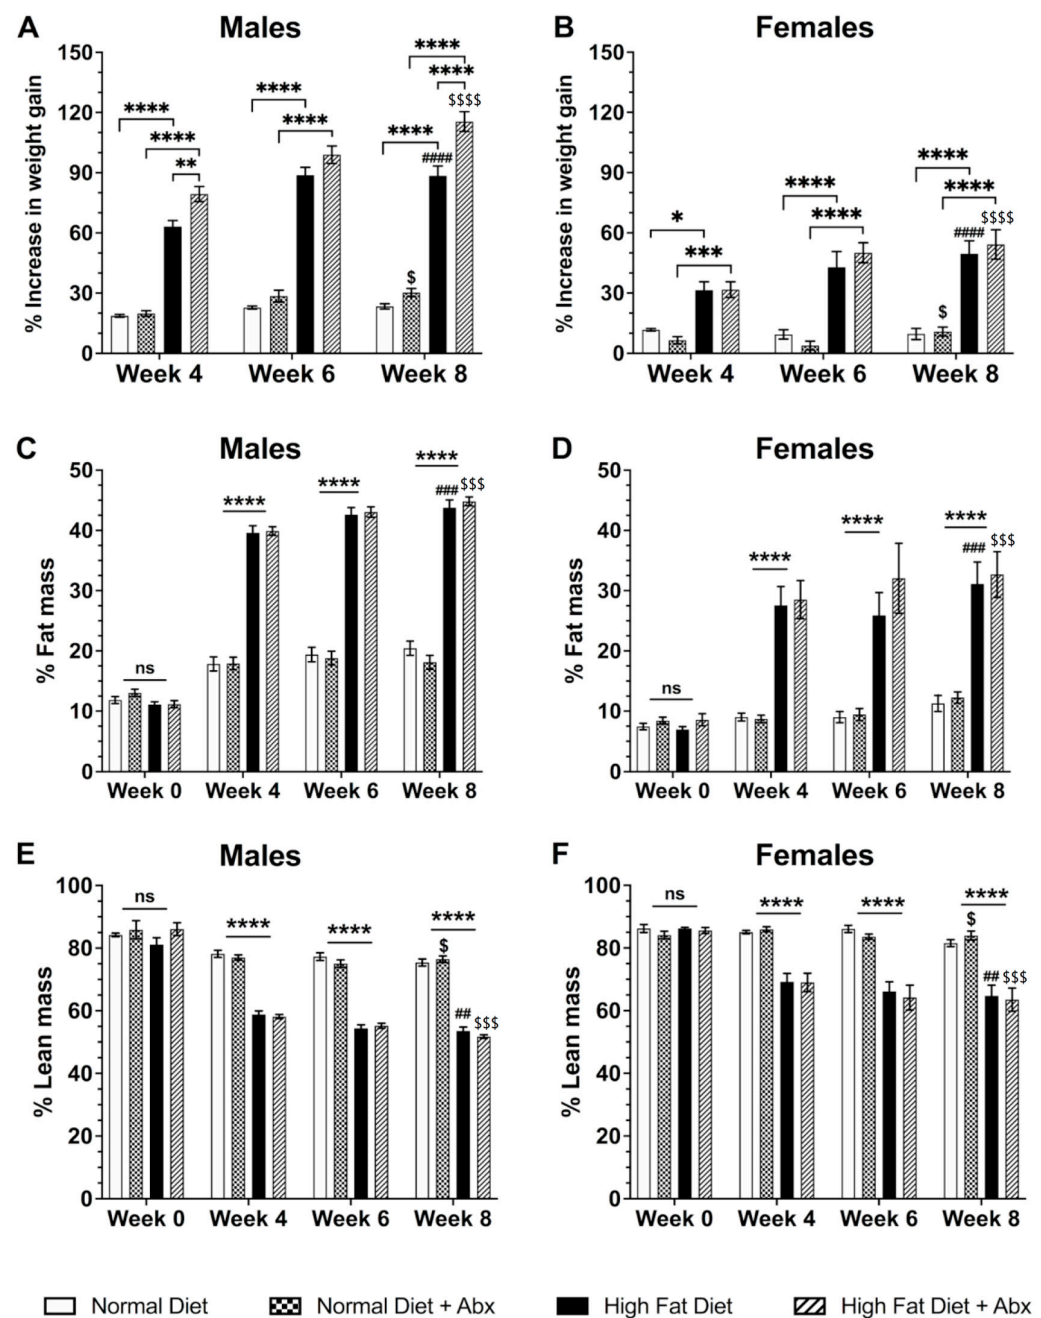 A Males
% Increase in weight gain
150
120
90
60
30
0
**** **** **
**** ****
**** **** ****
$ #### $$$$
Week 4 Week 6 Week 8
B Females
% Increase in weight gain
150
120
90
60
30
0
* ***
**** ****
**** ****
$ #### $$$$
Week 4 Week 6 Week 8
C Males
% Fat mass
50
40
30
20
10
0
ns **** **** ****
### $$$
Week 0 Week 4 Week 6 Week 8
D Females
% Fat mass
50
40
30
20
10
0
ns **** **** ****
### $$$
Week 0 Week 4 Week 6 Week 8
E Males
% Lean mass
100
80
60
40
20
0
ns **** **** ****
$ ## $$$
Week 0 Week 4 Week 6 Week 8
F Females
% Lean mass
100
80
60
40
20
0
ns **** **** ****
$ ## $$$
Week 0 Week 4 Week 6 Week 8
Normal Diet Normal Diet + Abx High Fat Diet High Fat Diet + Abx